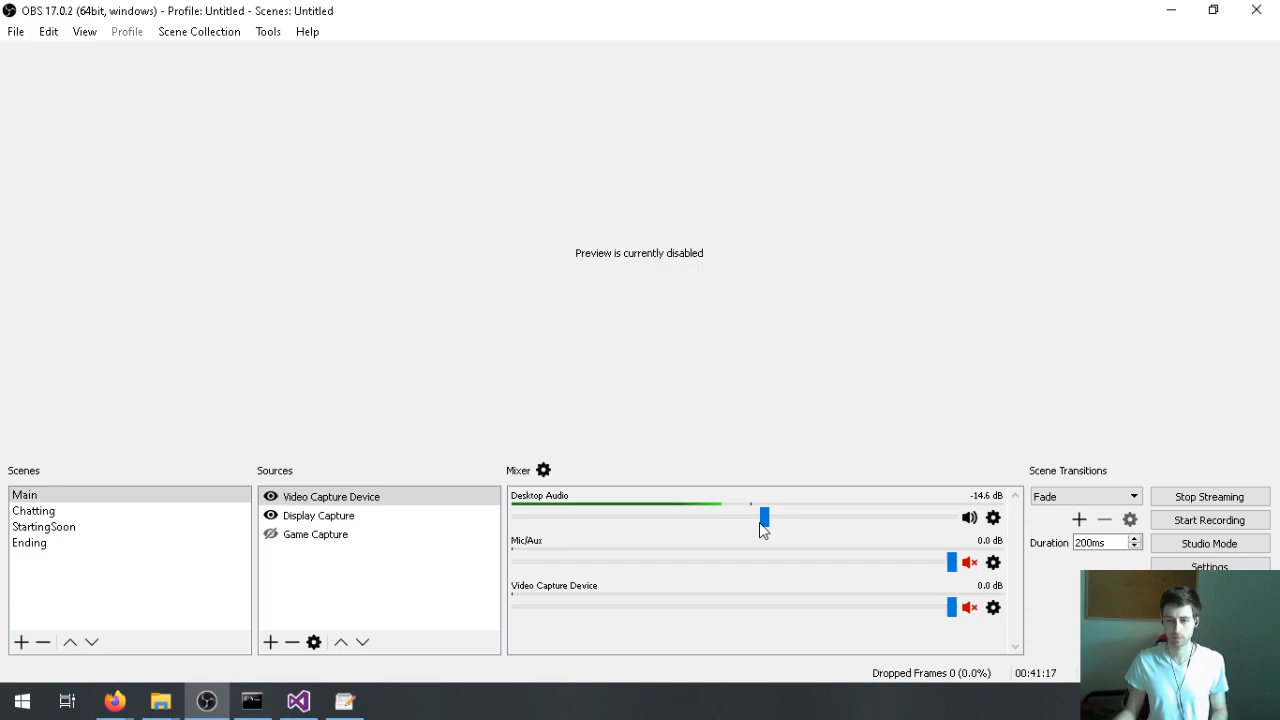 OBS 17.0.2 (64bit, windows) - Profile: Untitled - Scenes: Untitled
File Edit View Profile Scene Collection Tools Help
Preview is currently disabled
Scenes
Main
Chatting
StartingSoon
Ending
Sources
Video Capture Device
Display Capture
Game Capture
Mixer
Desktop Audio -14.6 dB
Mic/Aux 0.0 dB
Video Capture Device 0.0 dB
Scene Transitions
Fade
Duration 200ms
Stop Streaming
Start Recording
Studio Mode
Settings
Dropped Frames 0 (0.0%) 00:41:17